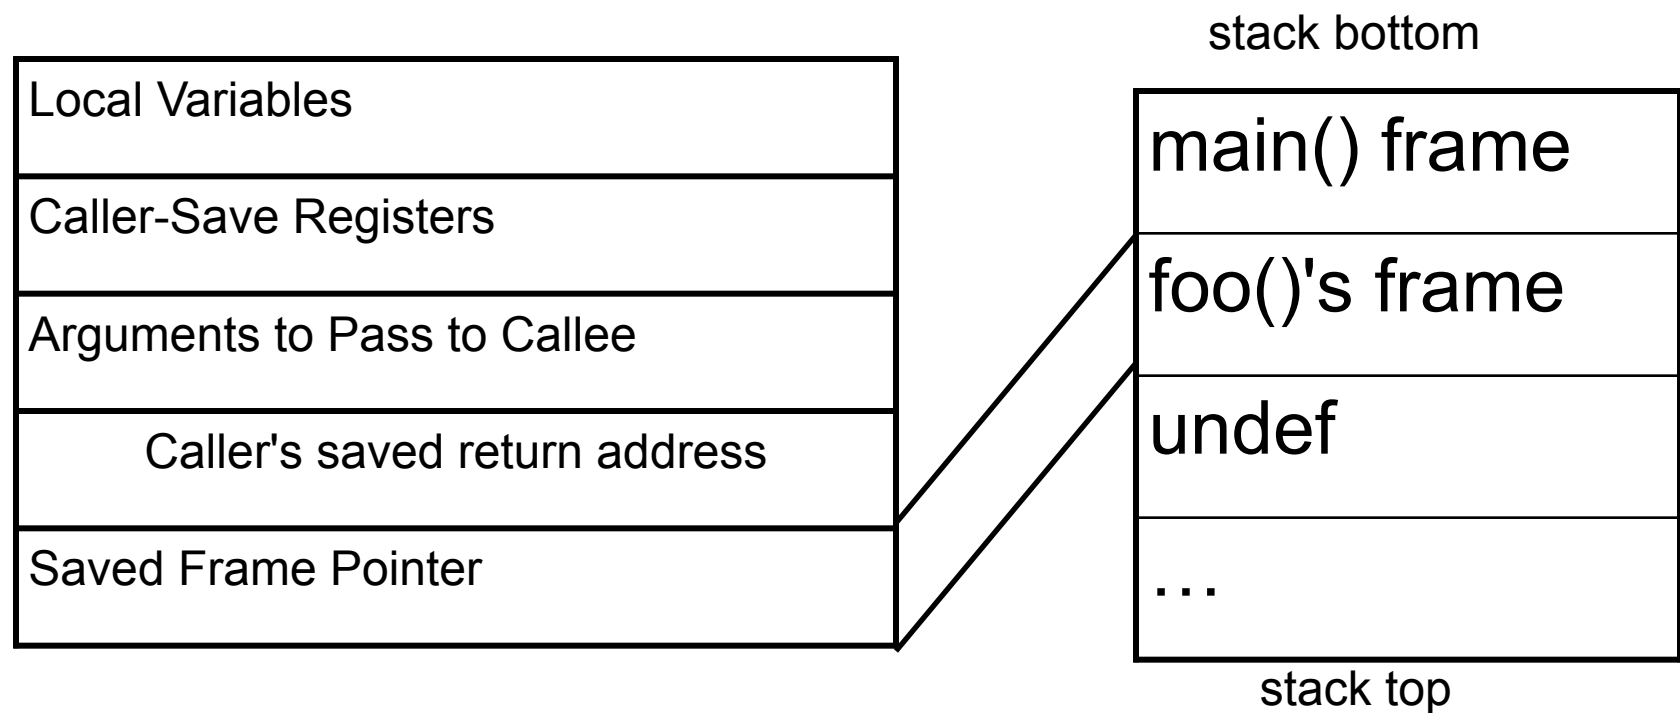 stack bottom
Local Variables
Caller-Save Registers
Arguments to Pass to Callee
Caller's saved return address
Saved Frame Pointer
main() frame
foo()'s frame
undef
…
stack top